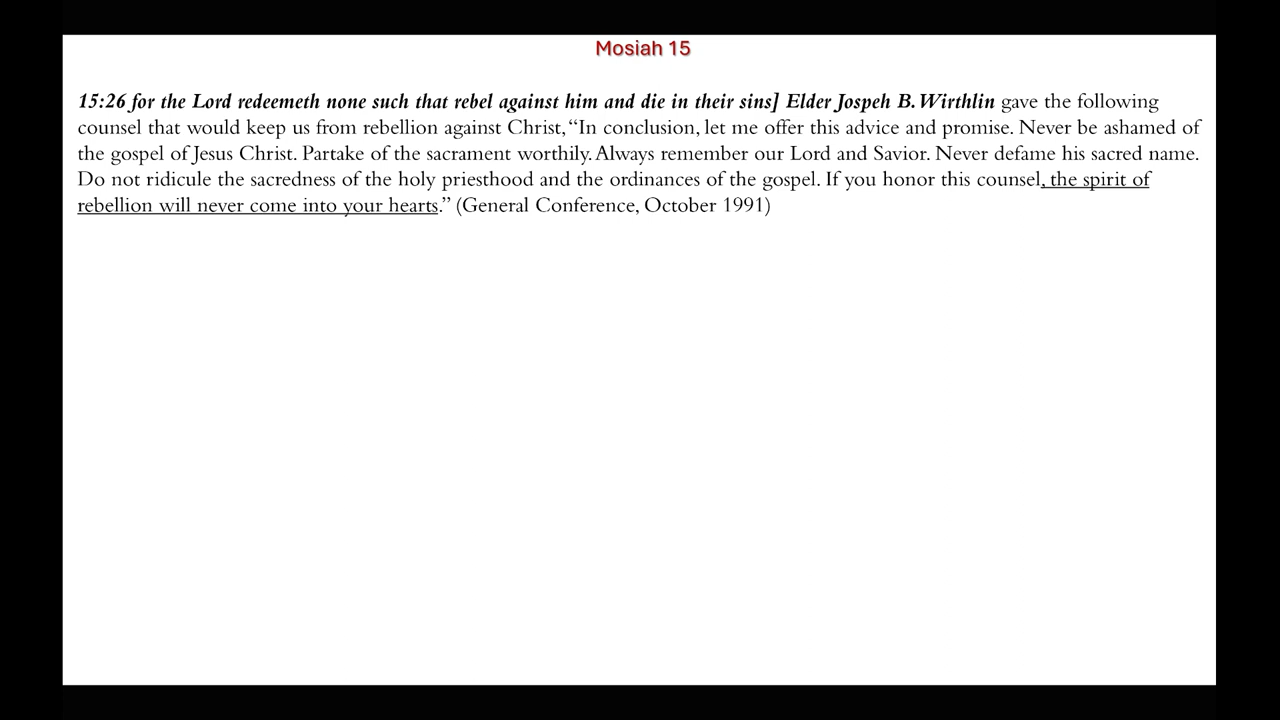 Mosiah 15
15:26 for the Lord redeemeth none such that rebel against him and die in their sins] Elder Jospeh B. Wirthlin gave the following
counsel that would keep us from rebellion against Christ, “In conclusion, let me offer this advice and promise. Never be ashamed of
the gospel of Jesus Christ. Partake of the sacrament worthily. Always remember our Lord and Savior. Never defame his sacred name.
Do not ridicule the sacredness of the holy priesthood and the ordinances of the gospel. If you honor this counsel, the spirit of
rebellion will never come into your hearts.” (General Conference, October 1991)